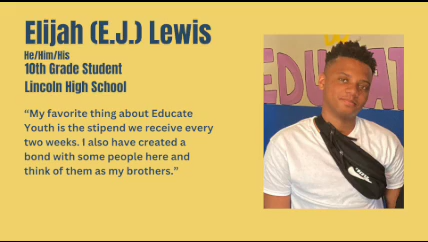 Elijah (E.J.) Lewis
He/Him/His
10th Grade Student
Lincoln High School
“My favorite thing about Educate
Youth is the stipend we receive every
two weeks. I also have created a
bond with some people here and
think of them as my brothers.”
EDUCAT